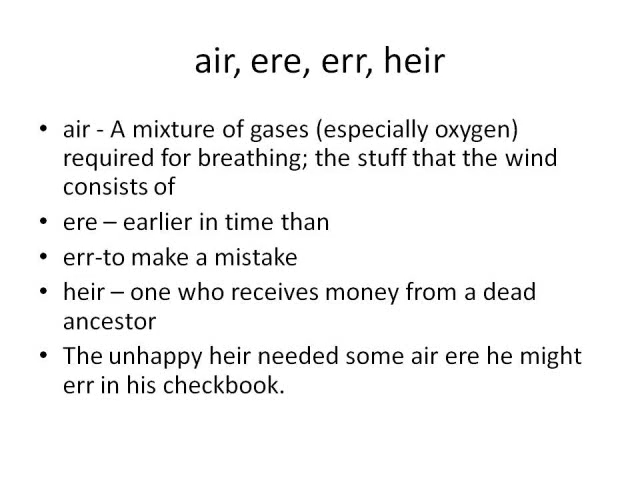 air, ere, err, heir
• air - A mixture of gases (especially oxygen)
required for breathing; the stuff that the wind
consists of
• ere – earlier in time than
• err-to make a mistake
• heir – one who receives money from a dead
ancestor
• The unhappy heir needed some air ere he might
err in his checkbook.